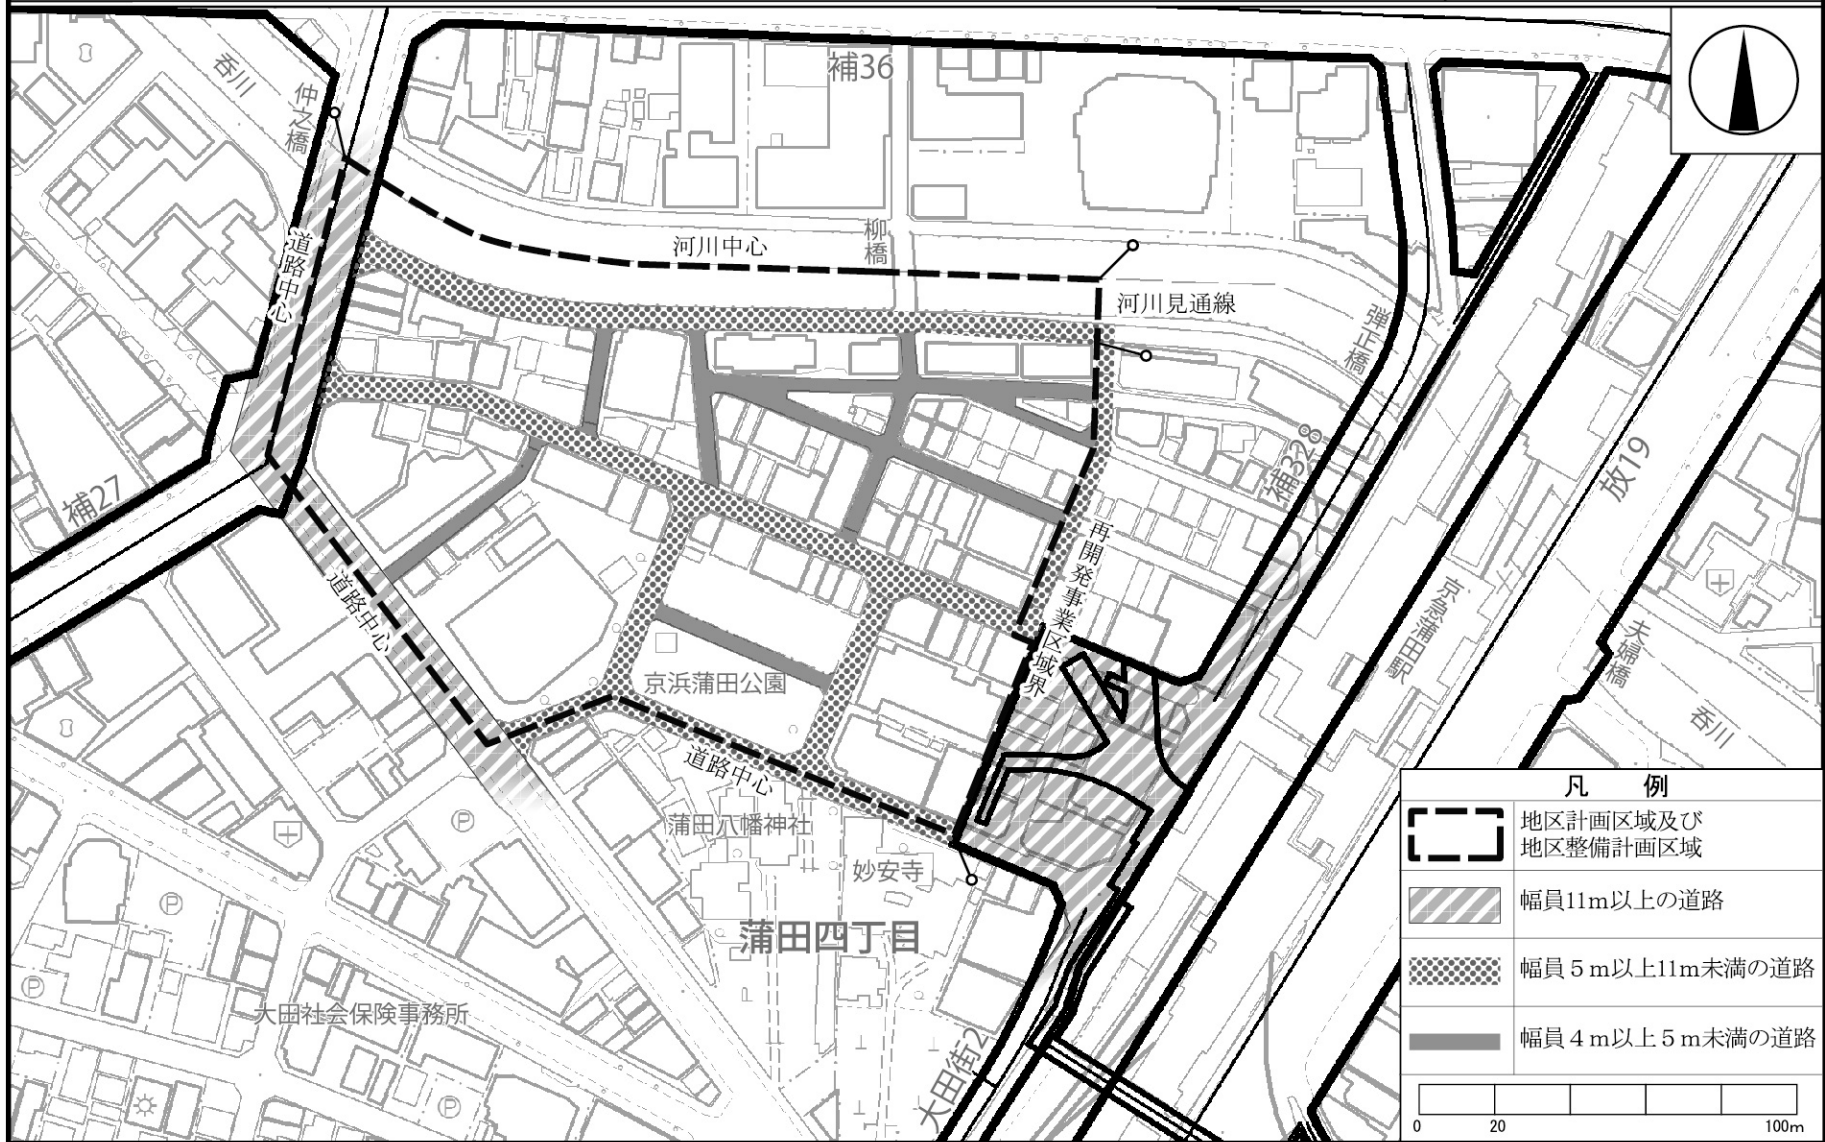 補36
呑川
仲之橋
道路中心
河川中心
柳橋
河川見通線
弾正橋
補328
放19
補27
道路中心
再開発事業区域界
京急蒲田駅
夫婦橋
呑川
京浜蒲田公園
道路中心
蒲田八幡神社
妙安寺
蒲田四丁目
大田社会保険事務所
大田街2
凡 例
地区計画区域及び
地区整備計画区域
幅員11m以上の道路
幅員5m以上11m未満の道路
幅員4m以上5m未満の道路
0 20 100m
P
P
P
P